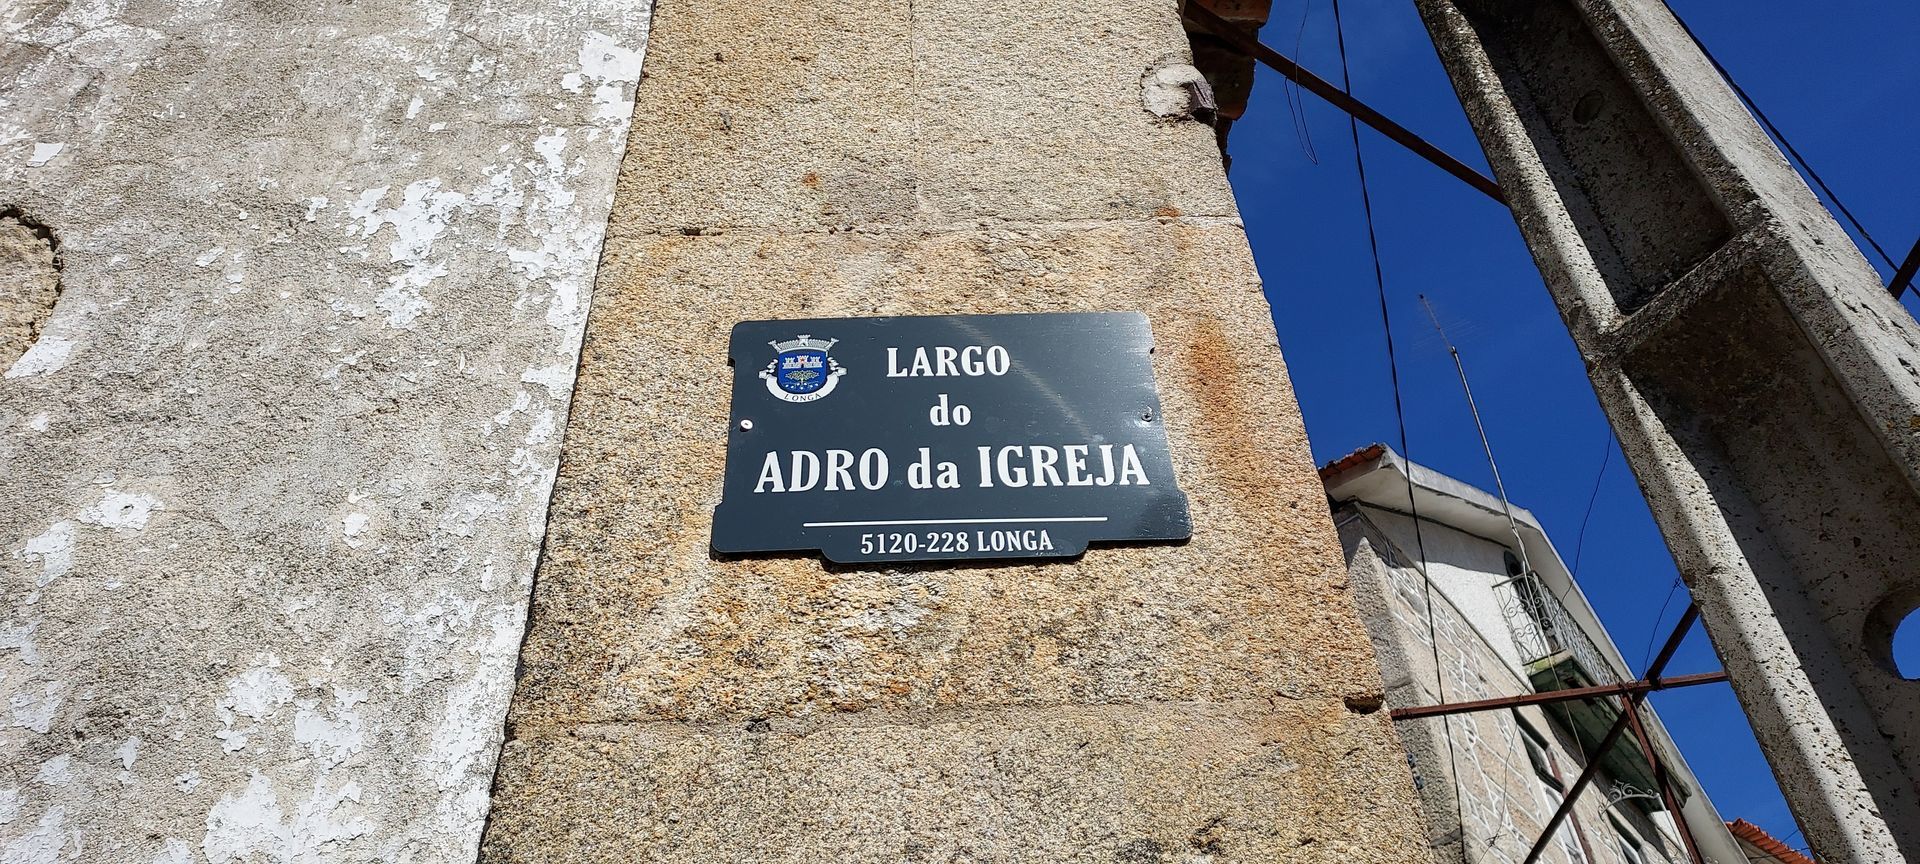 LARGO
do
ADRO da IGREJA
5120-228 LONGA
LONGA